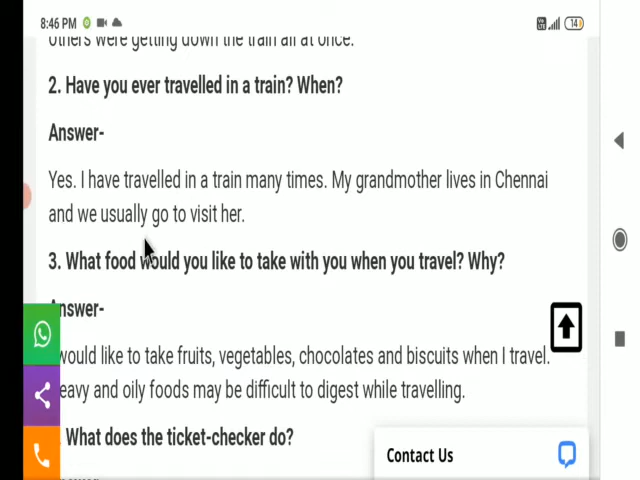 8:46 PM
14
others were getting down the train all at once.
2. Have you ever travelled in a train? When?
Answer-
Yes. I have travelled in a train many times. My grandmother lives in Chennai
and we usually go to visit her.
3. What food would you like to take with you when you travel? Why?
nswer-
would like to take fruits, vegetables, chocolates and biscuits when I travel.
eavy and oily foods may be difficult to digest while travelling.
. What does the ticket-checker do?
Contact Us